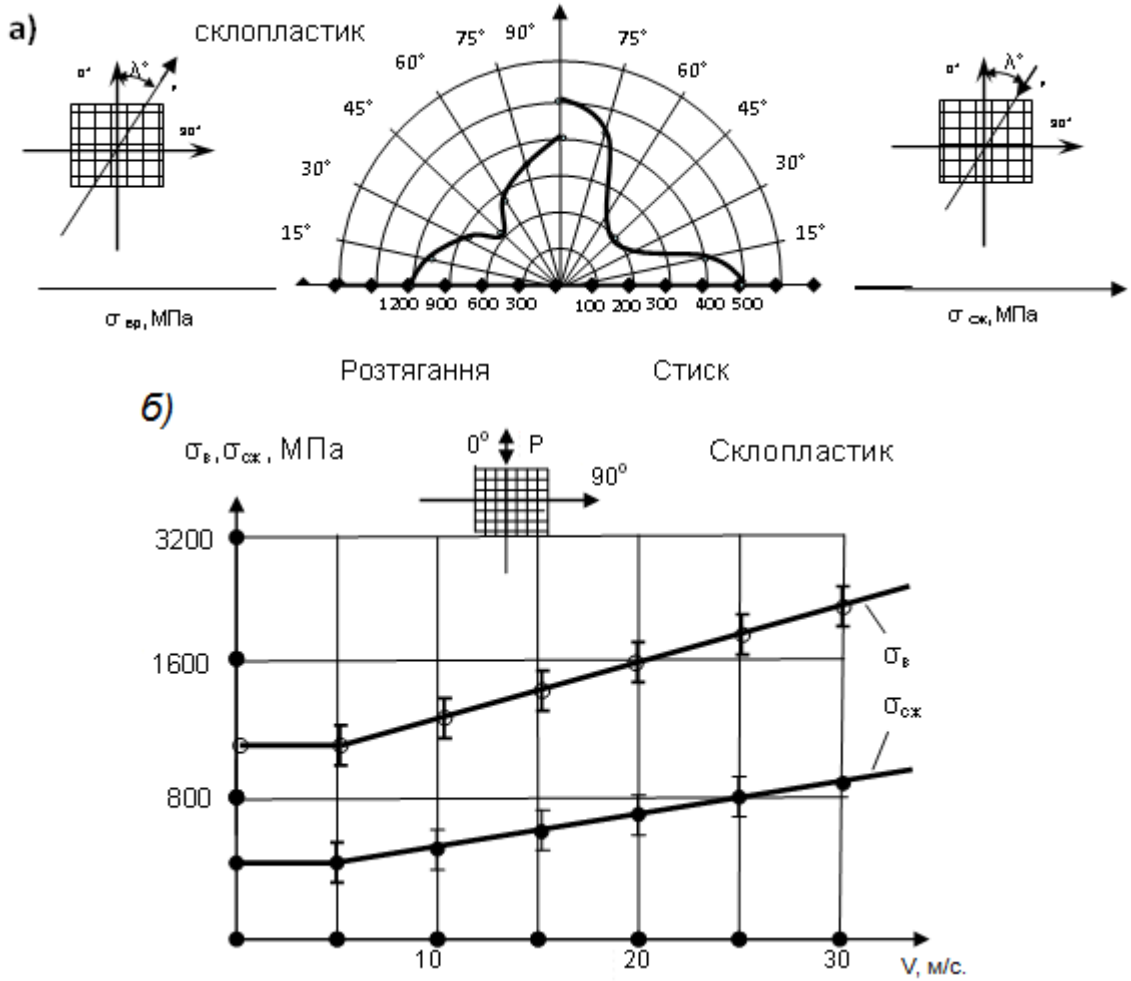 а)
склопластик
0°
λ°
P
90°
15°
30°
45°
60°
75°
90°
75°
60°
45°
30°
15°
0°
λ°
P
90°
1200 900 600 300 100 200 300 400 500
σ вр, МПа
σ сж, МПа
Розтягання
Стиск
б)
σв, σсж, МПа
0° P
90°
Склопластик
3200
1600
800
σв
σсж
10 20 30
V, м/с.